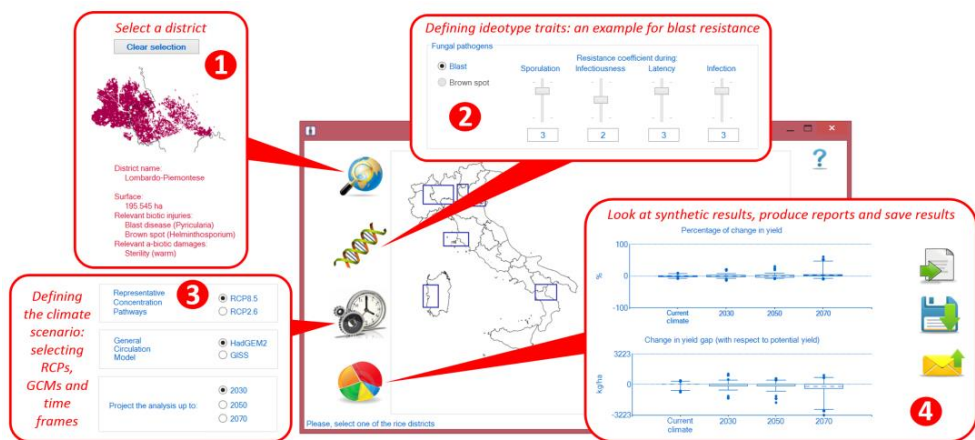 Select a district
Clear selection
1
District name:
Lombardo-Piemontese
Surface:
195.545 ha
Relevant biotic injuries:
Blast disease (Pyricularia)
Brown spot (Helminthosporium)
Relevant a-biotic damages:
Sterility (warm)
Defining ideotype traits: an example for blast resistance
Fungal pathogens
Blast
Brown spot
2
Resistance coefficient during:
Sporulation Infectiousness Latency Infection
3 2 3 3
?
Defining
the climate
scenario:
selecting
RCPs,
GCMs and
time
frames
3
Representative
Concentration
Pathways
RCP8.5
RCP2.6
General
Circulation
Model
HadGEM2
GISS
Project the analysis up to:
2030
2050
2070
Please, select one of the rice districts
Look at synthetic results, produce reports and save results
Percentage of change in yield
100
%
0
-100
Current
climate
2030 2050 2070
Change in yield gap (with respect to potential yield)
3223
kg/ha
0
-3223
Current
climate
2030 2050 2070
4